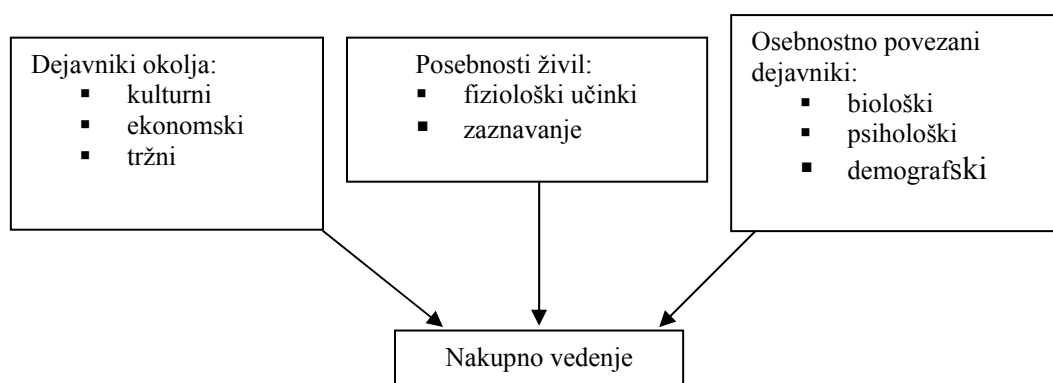 Dejavniki okolja:
▪ kulturni
▪ ekonomski
▪ tržni
Posebnosti živil:
▪ fiziološki učinki
▪ zaznavanje
Osebnostno povezani
dejavniki:
▪ biološki
▪ psihološki
▪ demografski
Nakupno vedenje